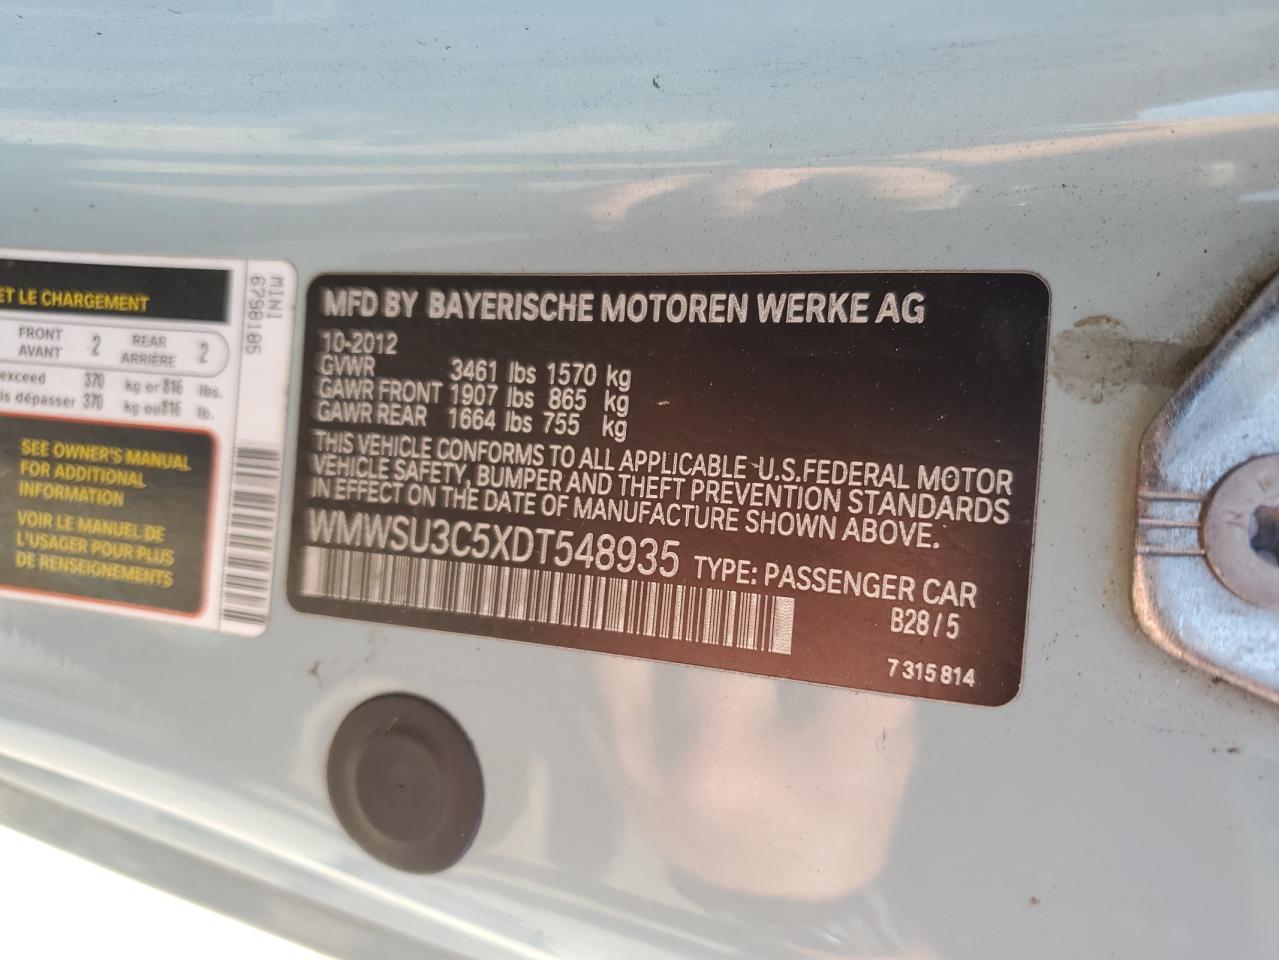 ET LE CHARGEMENT
FRONT
AVANT
2
REAR
ARRIÈRE
2
exceed 370 kg or 816 lbs.
is dépasser 370 kg ou 816 lb.
SEE OWNER'S MANUAL
FOR ADDITIONAL
INFORMATION
VOIR LE MANUEL DE
L'USAGER POUR PLUS
DE RENSEIGNEMENTS
MINI
6798185
MFD BY BAYERISCHE MOTOREN WERKE AG
10-2012
GVWR 3461 lbs 1570 kg
GAWR FRONT 1907 lbs 865 kg
GAWR REAR 1664 lbs 755 kg
THIS VEHICLE CONFORMS TO ALL APPLICABLE U.S.FEDERAL MOTOR
VEHICLE SAFETY, BUMPER AND THEFT PREVENTION STANDARDS
IN EFFECT ON THE DATE OF MANUFACTURE SHOWN ABOVE.
WMWSU3C5XDT548935 TYPE: PASSENGER CAR
B28/5
7315814